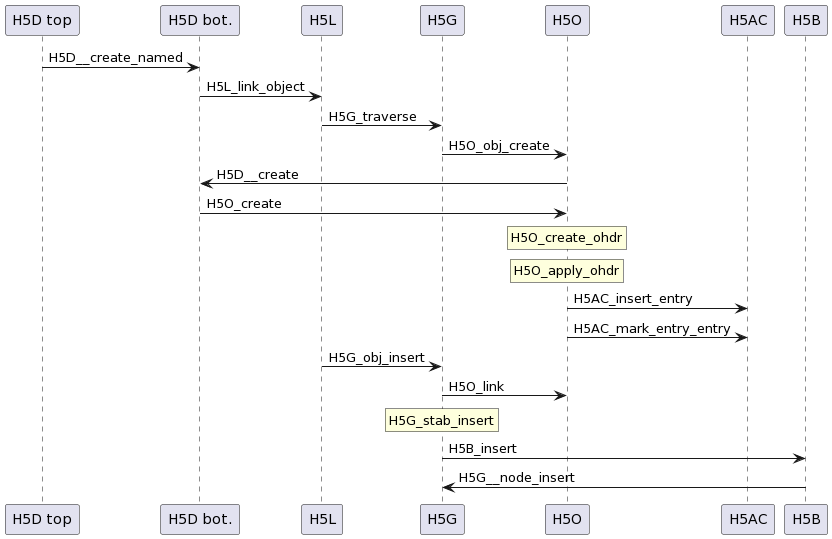 H5D top H5D bot. H5L H5G H5O H5AC H5B
H5D__create_named
H5L_link_object
H5G_traverse
H5O_obj_create
H5D__create
H5O_create
H5O_create_ohdr
H5O_apply_ohdr
H5AC_insert_entry
H5AC_mark_entry_entry
H5G_obj_insert
H5O_link
H5G_stab_insert
H5B_insert
H5G__node_insert
H5D top H5D bot. H5L H5G H5O H5AC H5B